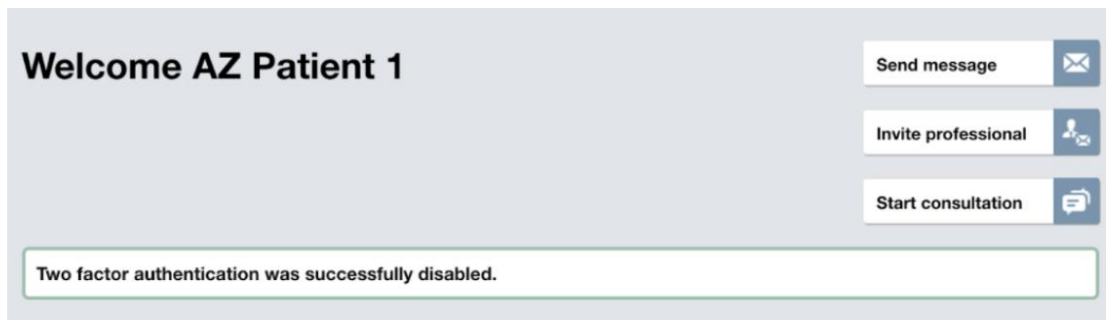 Welcome AZ Patient 1
Send message
Invite professional
Start consultation
Two factor authentication was successfully disabled.